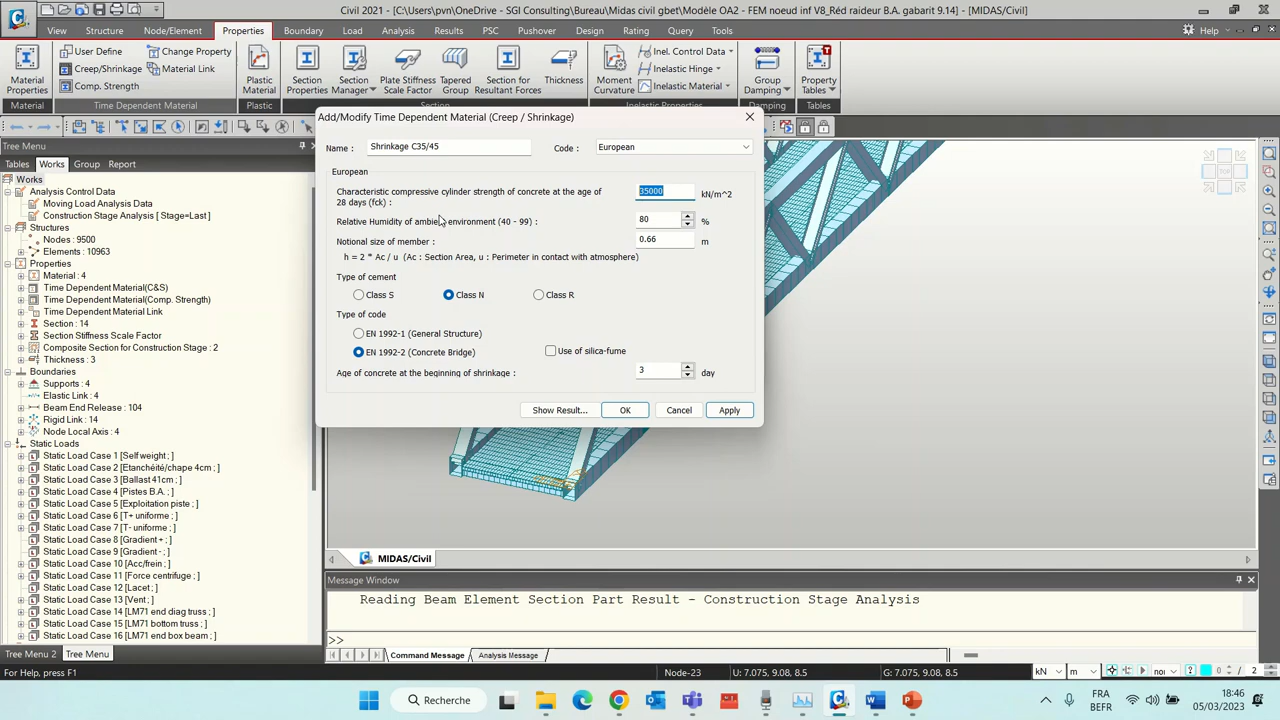 Civil 2021 - [C:\Users\pvn\OneDrive - SCI Consulting\Bureau\Midas civil gbet\Modèle OA2 - FEM noeud inf V8_Réd raideur B.A. gabarit 9.14] - [MIDAS/Civil]
View Structure Node/Element Properties Boundary Load Analysis Results PSC Pushover Design Rating Query Tools Help
User Define Change Property Inel. Control Data
Creep/Shrinkage Material Link Inelastic Hinge
Comp. Strength Inelastic Material
Material Properties
Plastic Material
Section Properties
Section Manager
Plate Stiffness Scale Factor
Tapered Group
Section for Resultant Forces
Thickness
Moment Curvature
Group Damping
Property Tables
Material Time Dependent Material Plastic Section Inelastic Properties Damping Tables
Tree Menu
Tables Works Group Report
Works
Analysis Control Data
Moving Load Analysis Data
Construction Stage Analysis [ Stage=Last ]
Structures
Nodes : 9500
Elements : 10963
Properties
Material : 4
Time Dependent Material(C&S)
Time Dependent Material(Comp. Strength)
Time Dependent Material Link
Section : 14
Section Stiffness Scale Factor
Composite Section for Construction Stage : 2
Thickness : 3
Boundaries
Supports : 4
Elastic Link : 4
Beam End Release : 104
Rigid Link : 14
Node Local Axis : 4
Static Loads
Static Load Case 1 [Self weight ; ]
Static Load Case 2 [Etanchéité/chape 4cm ; ]
Static Load Case 3 [Ballast 41cm ; ]
Static Load Case 4 [Pistes B.A. ; ]
Static Load Case 5 [Exploitation piste ; ]
Static Load Case 6 [T+ uniforme ; ]
Static Load Case 7 [T- uniforme ; ]
Static Load Case 8 [Gradient + ; ]
Static Load Case 9 [Gradient - ; ]
Static Load Case 10 [Acc/frein ; ]
Static Load Case 11 [Force centrifuge ; ]
Static Load Case 12 [Lacet ; ]
Static Load Case 13 [Vent ; ]
Static Load Case 14 [LM71 end diag truss ; ]
Static Load Case 15 [LM71 bottom truss ; ]
Static Load Case 16 [LM71 end box beam ; ]
Tree Menu 2 Tree Menu
Add/Modify Time Dependent Material (Creep / Shrinkage)
Name : Shrinkage C35/45 Code : European
European
Characteristic compressive cylinder strength of concrete at the age of 28 days (fck) : 35000 kN/m^2
Relative Humidity of ambient environment (40 - 99) : 80 %
Notional size of member : 0.66 m
h = 2 * Ac / u (Ac : Section Area, u : Perimeter in contact with atmosphere)
Type of cement
Class S Class N Class R
Type of code
EN 1992-1 (General Structure)
EN 1992-2 (Concrete Bridge) Use of silica-fume
Age of concrete at the beginning of shrinkage : 3 day
Show Result... OK Cancel Apply
TOP
MIDAS/Civil
Message Window
Reading Beam Element Section Part Result - Construction Stage Analysis
>>
Command Message Analysis Message
For Help, press F1 Node-23 U: 7.075, 9.08, 8.5 G: 7.075, 9.08, 8.5 kN m 0 / 2
Recherche
FRA
BEFR
18:46
05/03/2023